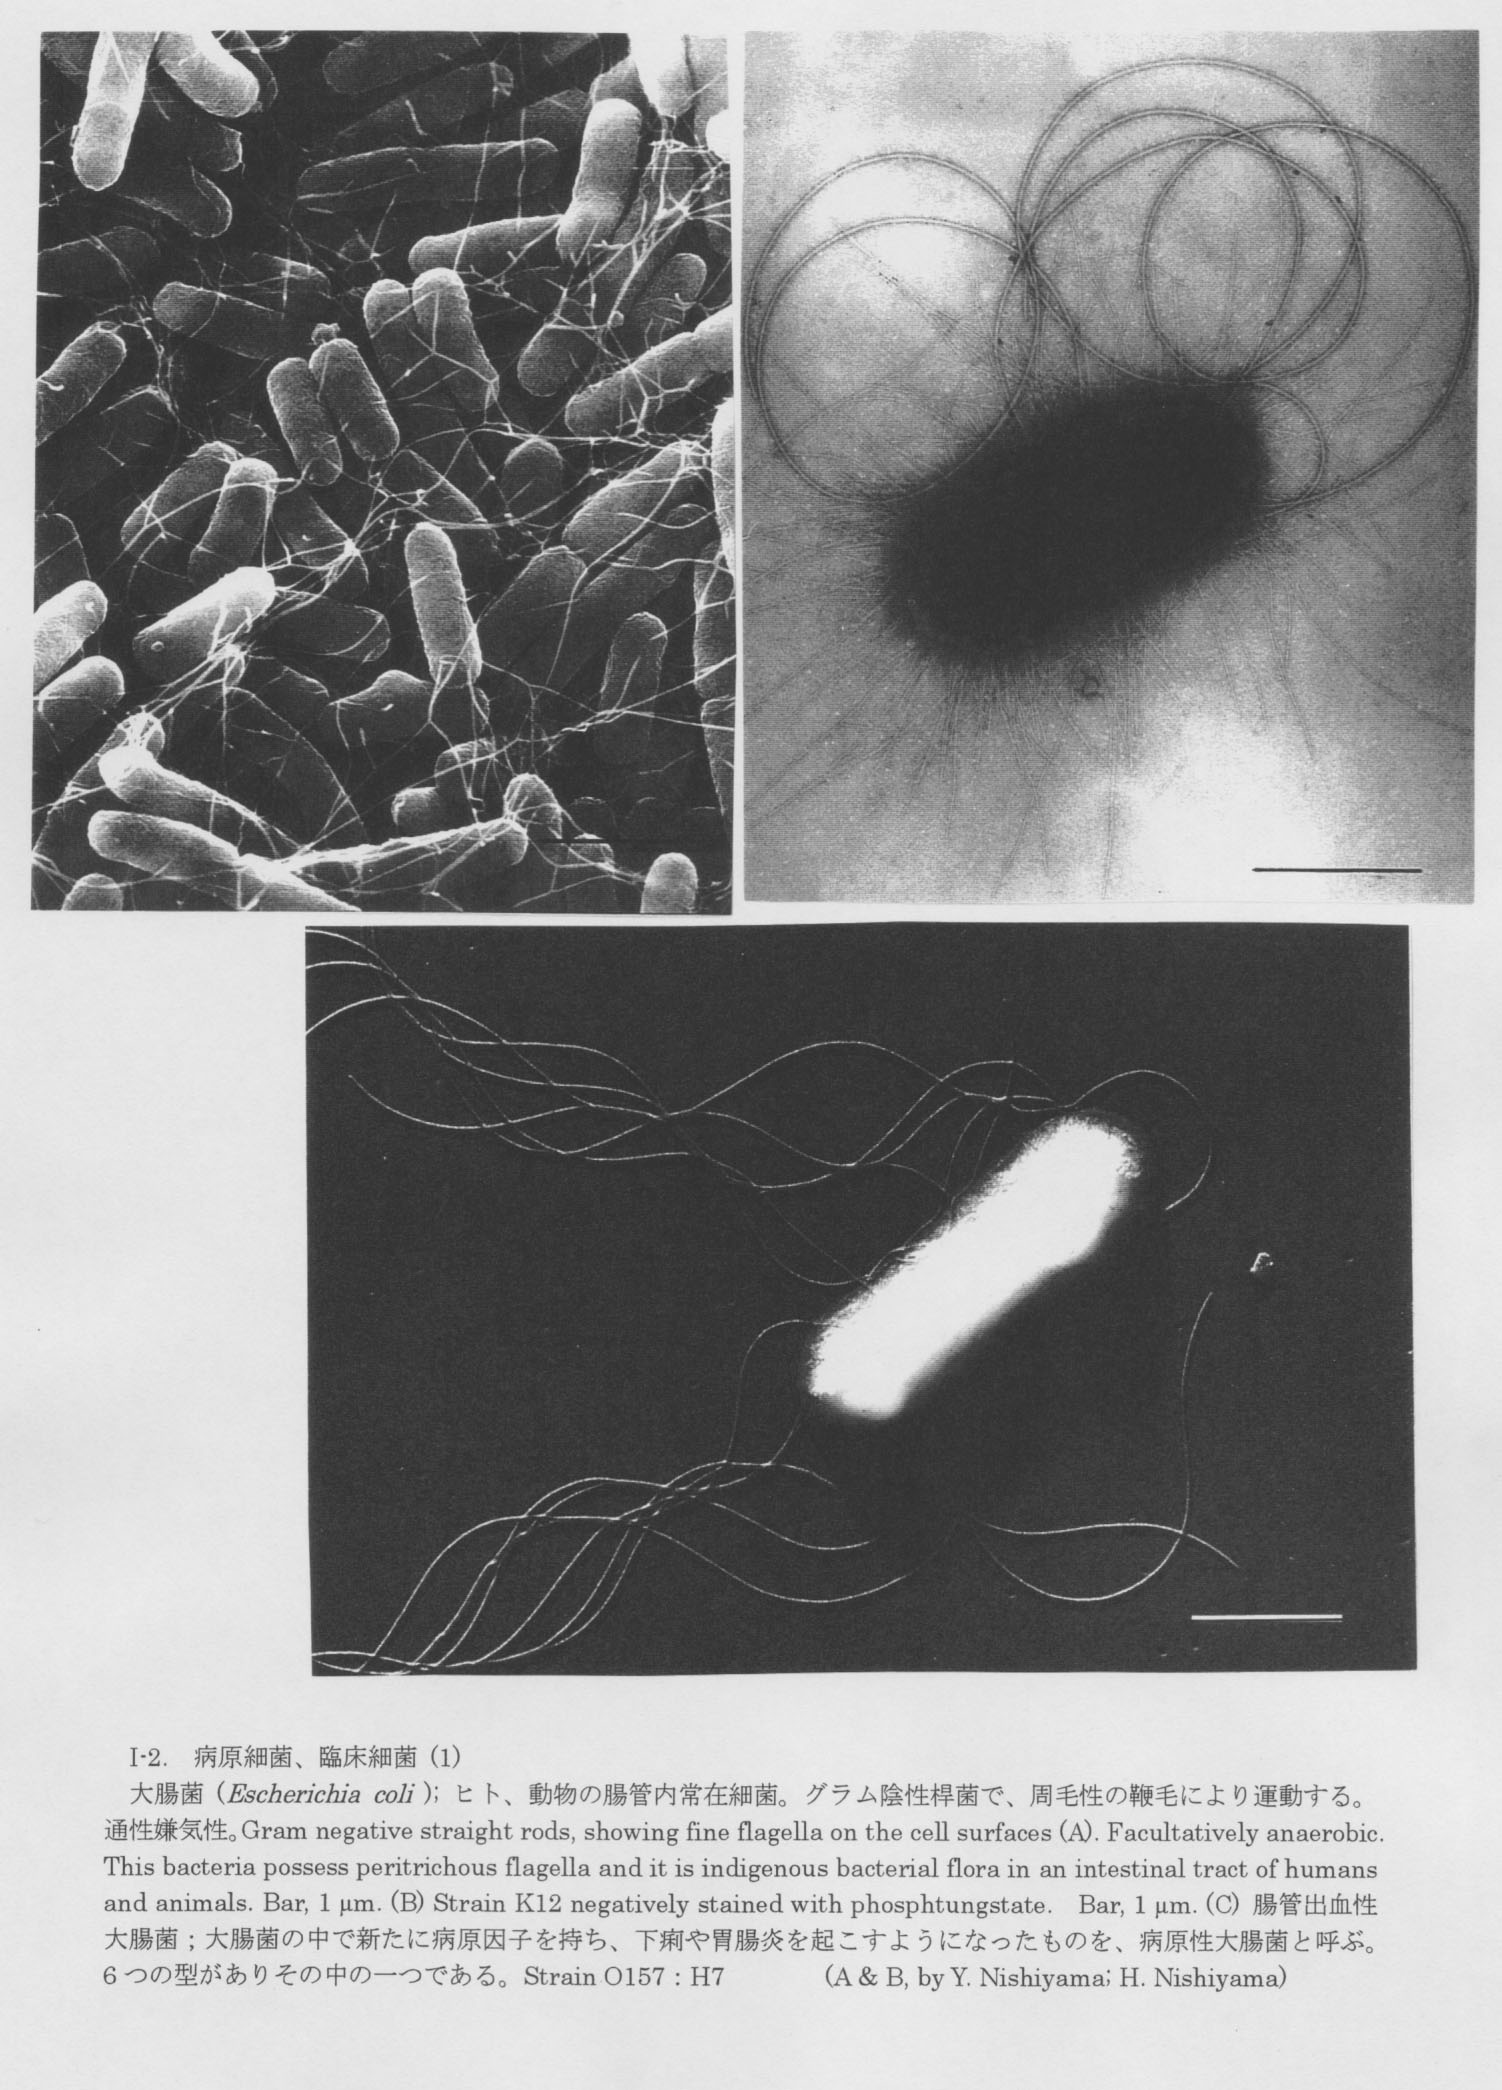 I-2. 病原細菌、臨床細菌 (1)
大腸菌 (Escherichia coli ); ヒト、動物の腸管内常在細菌。グラム陰性桿菌で、周毛性の鞭毛により運動する。
通性嫌気性。Gram negative straight rods, showing fine flagella on the cell surfaces (A). Facultatively anaerobic.
This bacteria possess peritrichous flagella and it is indigenous bacterial flora in an intestinal tract of humans
and animals. Bar, 1 μm. (B) Strain K12 negatively stained with phosphtungstate. Bar, 1 μm. (C) 腸管出血性
大腸菌 ; 大腸菌の中で新たに病原因子を持ち、下痢や胃腸炎を起こすようになったものを、病原性大腸菌と呼ぶ。
6つの型がありその中の一つである。Strain O157 : H7 (A & B, by Y. Nishiyama; H. Nishiyama)